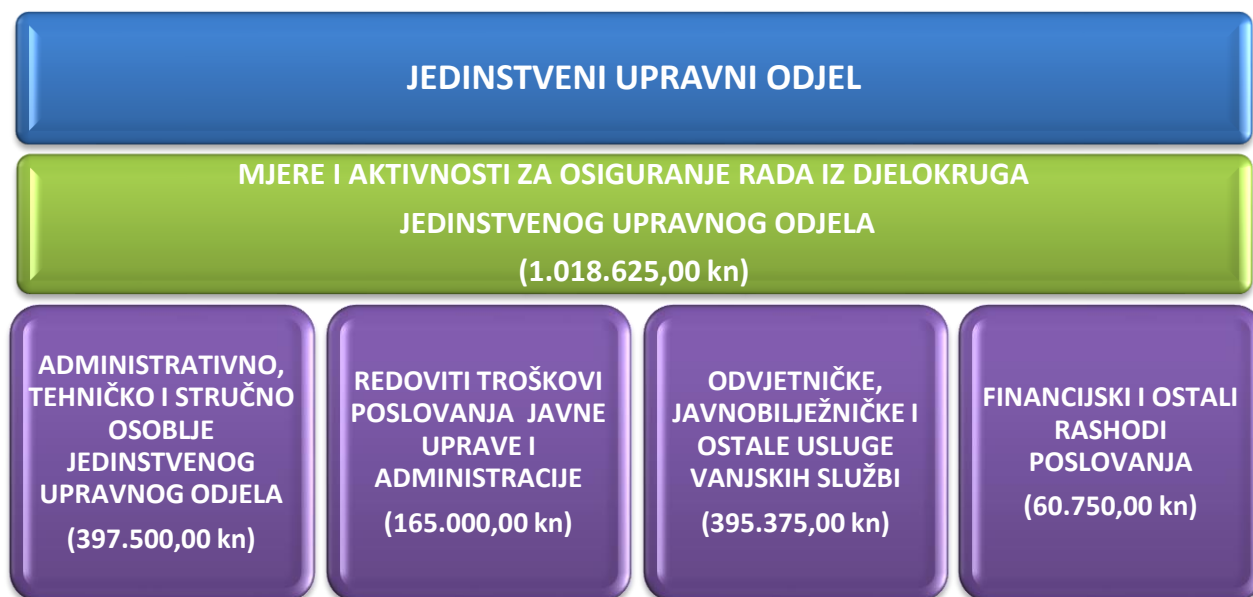 JEDINSTVENI UPRAVNI ODJEL
MJERE I AKTIVNOSTI ZA OSIGURANJE RADA IZ DJELOKRUGA
JEDINSTVENOG UPRAVNOG ODJELA
(1.018.625,00 kn)
ADMINISTRATIVNO,
TEHNIČKO I STRUČNO
OSOBLJE
JEDINSTVENOG
UPRAVNOG ODJELA
(397.500,00 kn)
REDOVITI TROŠKOVI
POSLOVANJA JAVNE
UPRAVE I
ADMINISTRACIJE
(165.000,00 kn)
ODVJETNIČKE,
JAVNOBILJEŽNIČKE I
OSTALE USLUGE
VANJSKIH SLUŽBI
(395.375,00 kn)
FINANCIJSKI I OSTALI
RASHODI
POSLOVANJA
(60.750,00 kn)